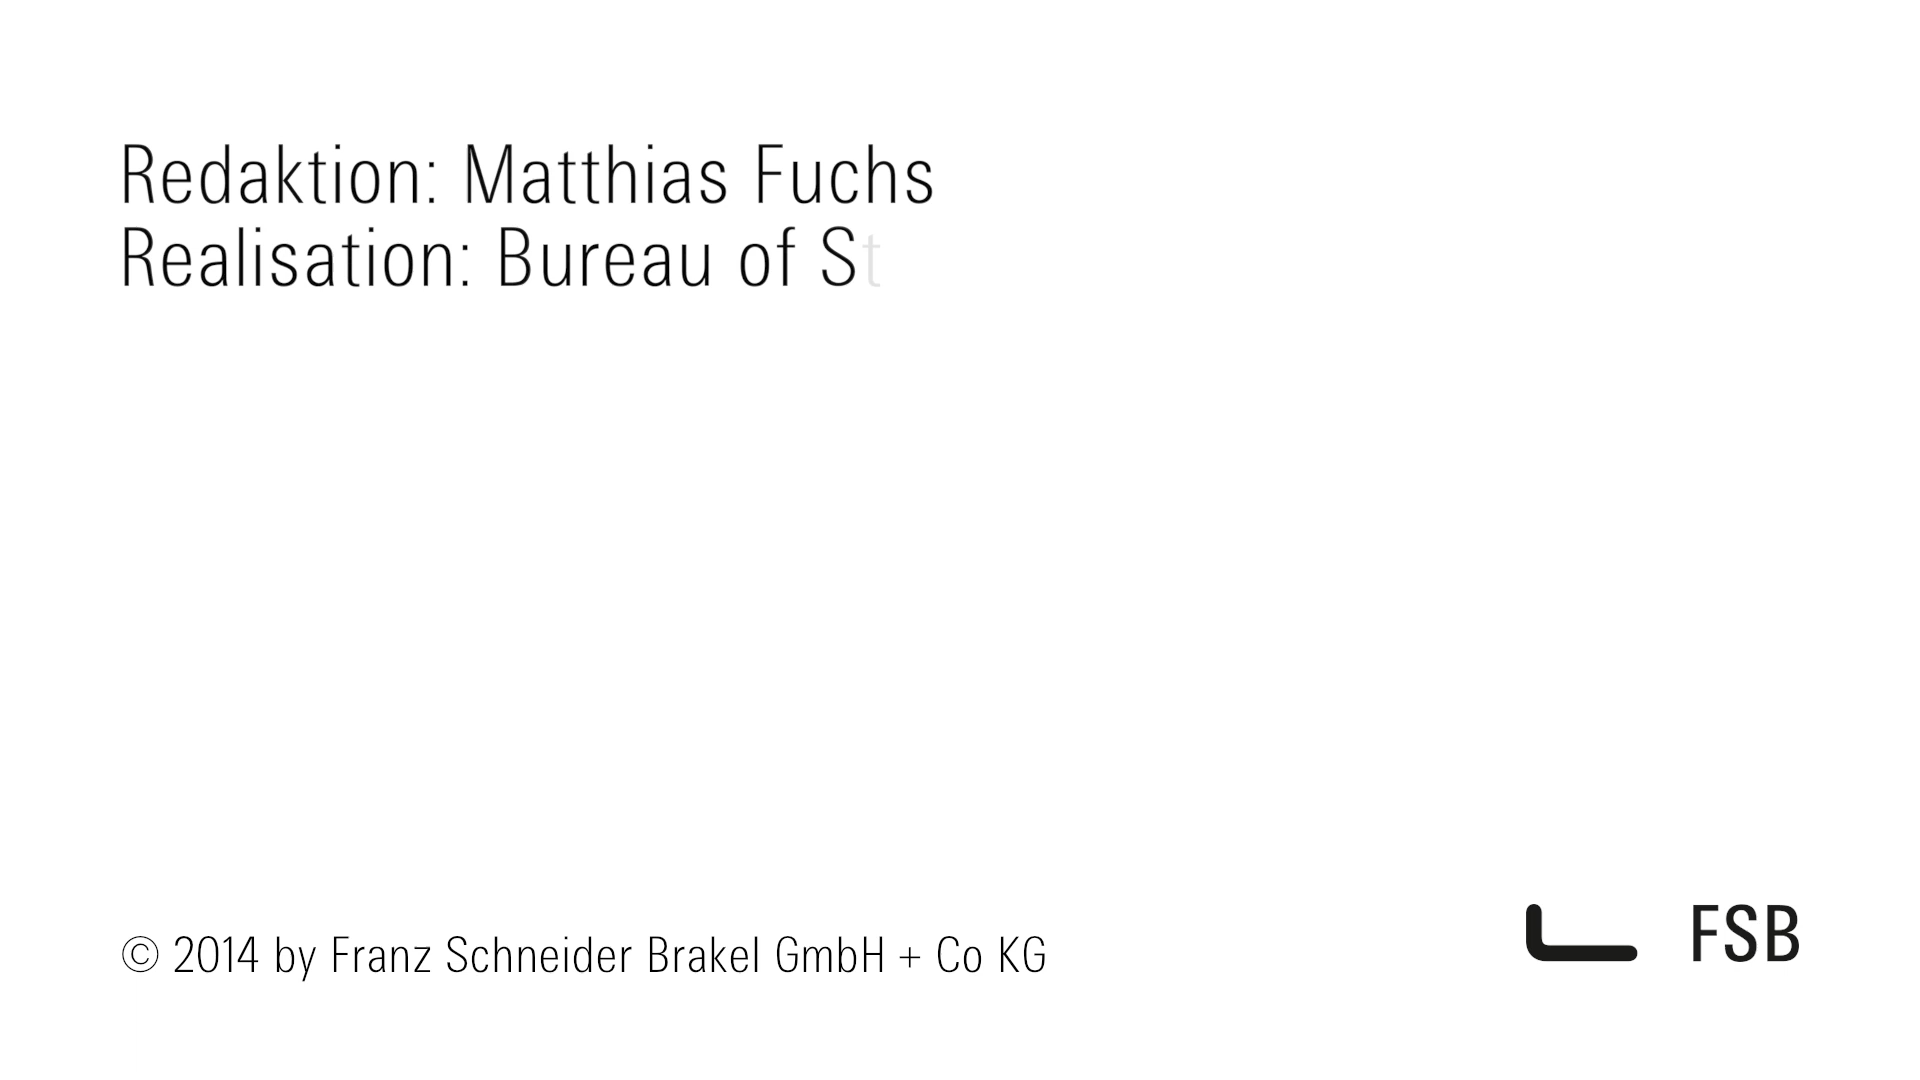 Redaktion: Matthias Fuchs
Realisation: Bureau of St
© 2014 by Franz Schneider Brakel GmbH + Co KG
FSB